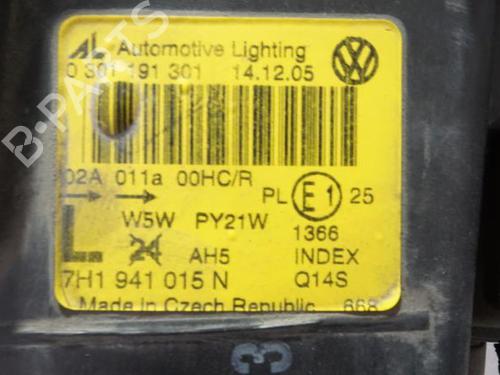 AL Automotive Lighting
0 301 191 301 14.12.05
02A 011a 00HC/R
PL E1 25
L W5W PY21W 1366
24 AH5 INDEX
7H1 941 015 N Q14S
Made in Czech Republic 668
3
B-PARTS